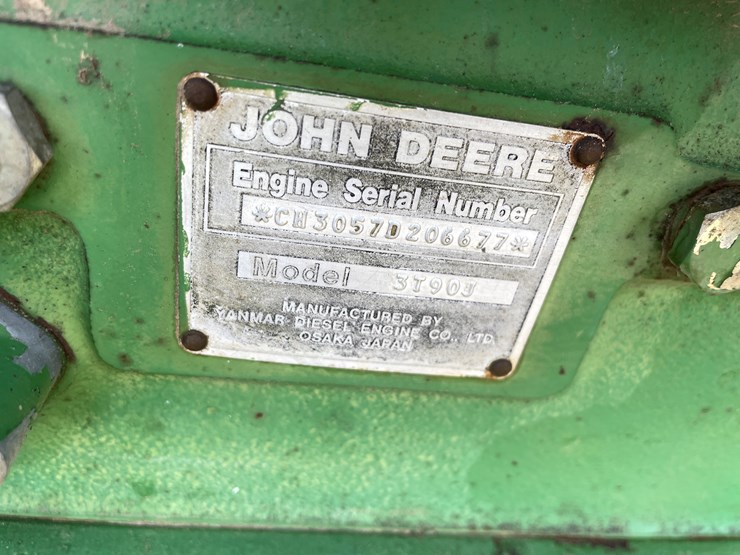 JOHN DEERE
Engine Serial Number
*CH3057D206677*
Model 3T90J
MANUFACTURED BY
YANMAR DIESEL ENGINE CO., LTD.
OSAKA JAPAN